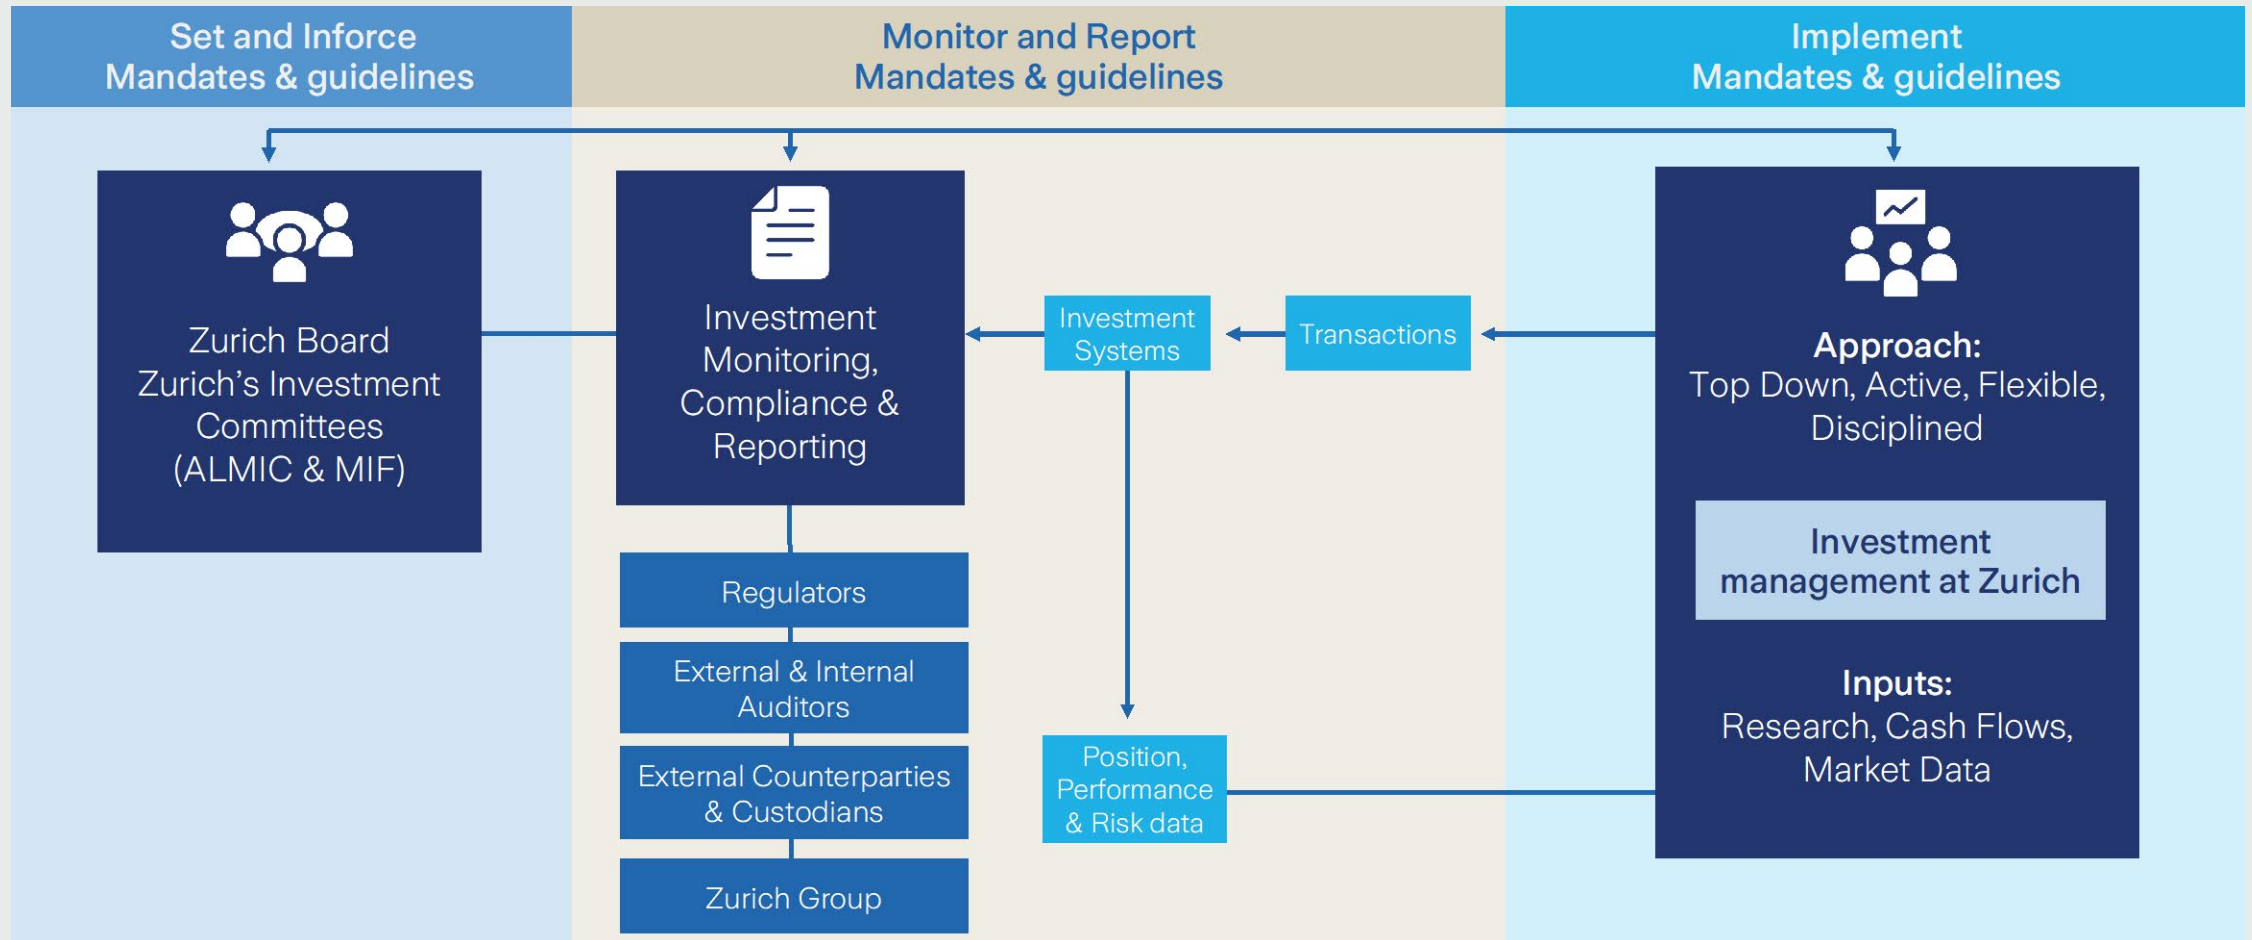 Set and Inforce
Mandates & guidelines
Monitor and Report
Mandates & guidelines
Implement
Mandates & guidelines
Zurich Board
Zurich’s Investment
Committees
(ALMIC & MIF)
Investment
Monitoring,
Compliance &
Reporting
Regulators
External & Internal
Auditors
External Counterparties
& Custodians
Zurich Group
Investment
Systems
Transactions
Position,
Performance
& Risk data
Approach:
Top Down, Active, Flexible,
Disciplined
Investment
management at Zurich
Inputs:
Research, Cash Flows,
Market Data